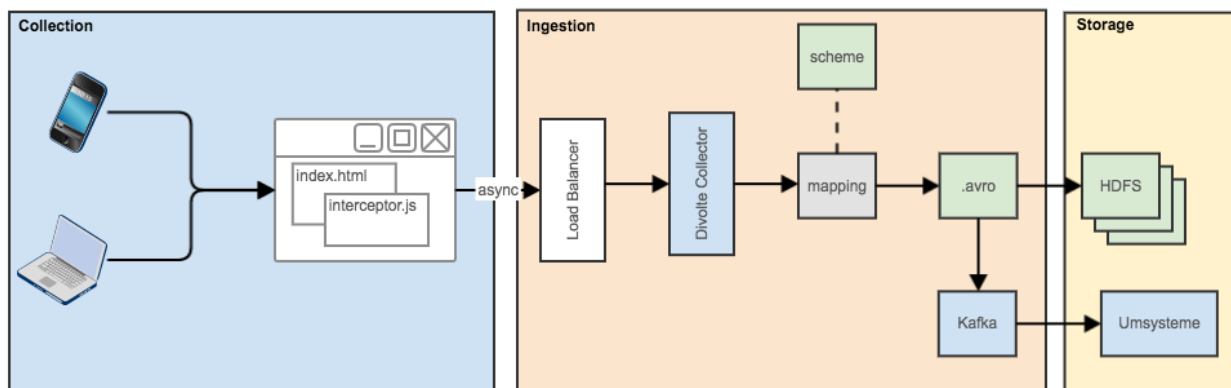 Collection
Ingestion
Storage
scheme
index.html
interceptor.js
async
Load Balancer
Divolte Collector
mapping
.avro
HDFS
Kafka
Umsysteme